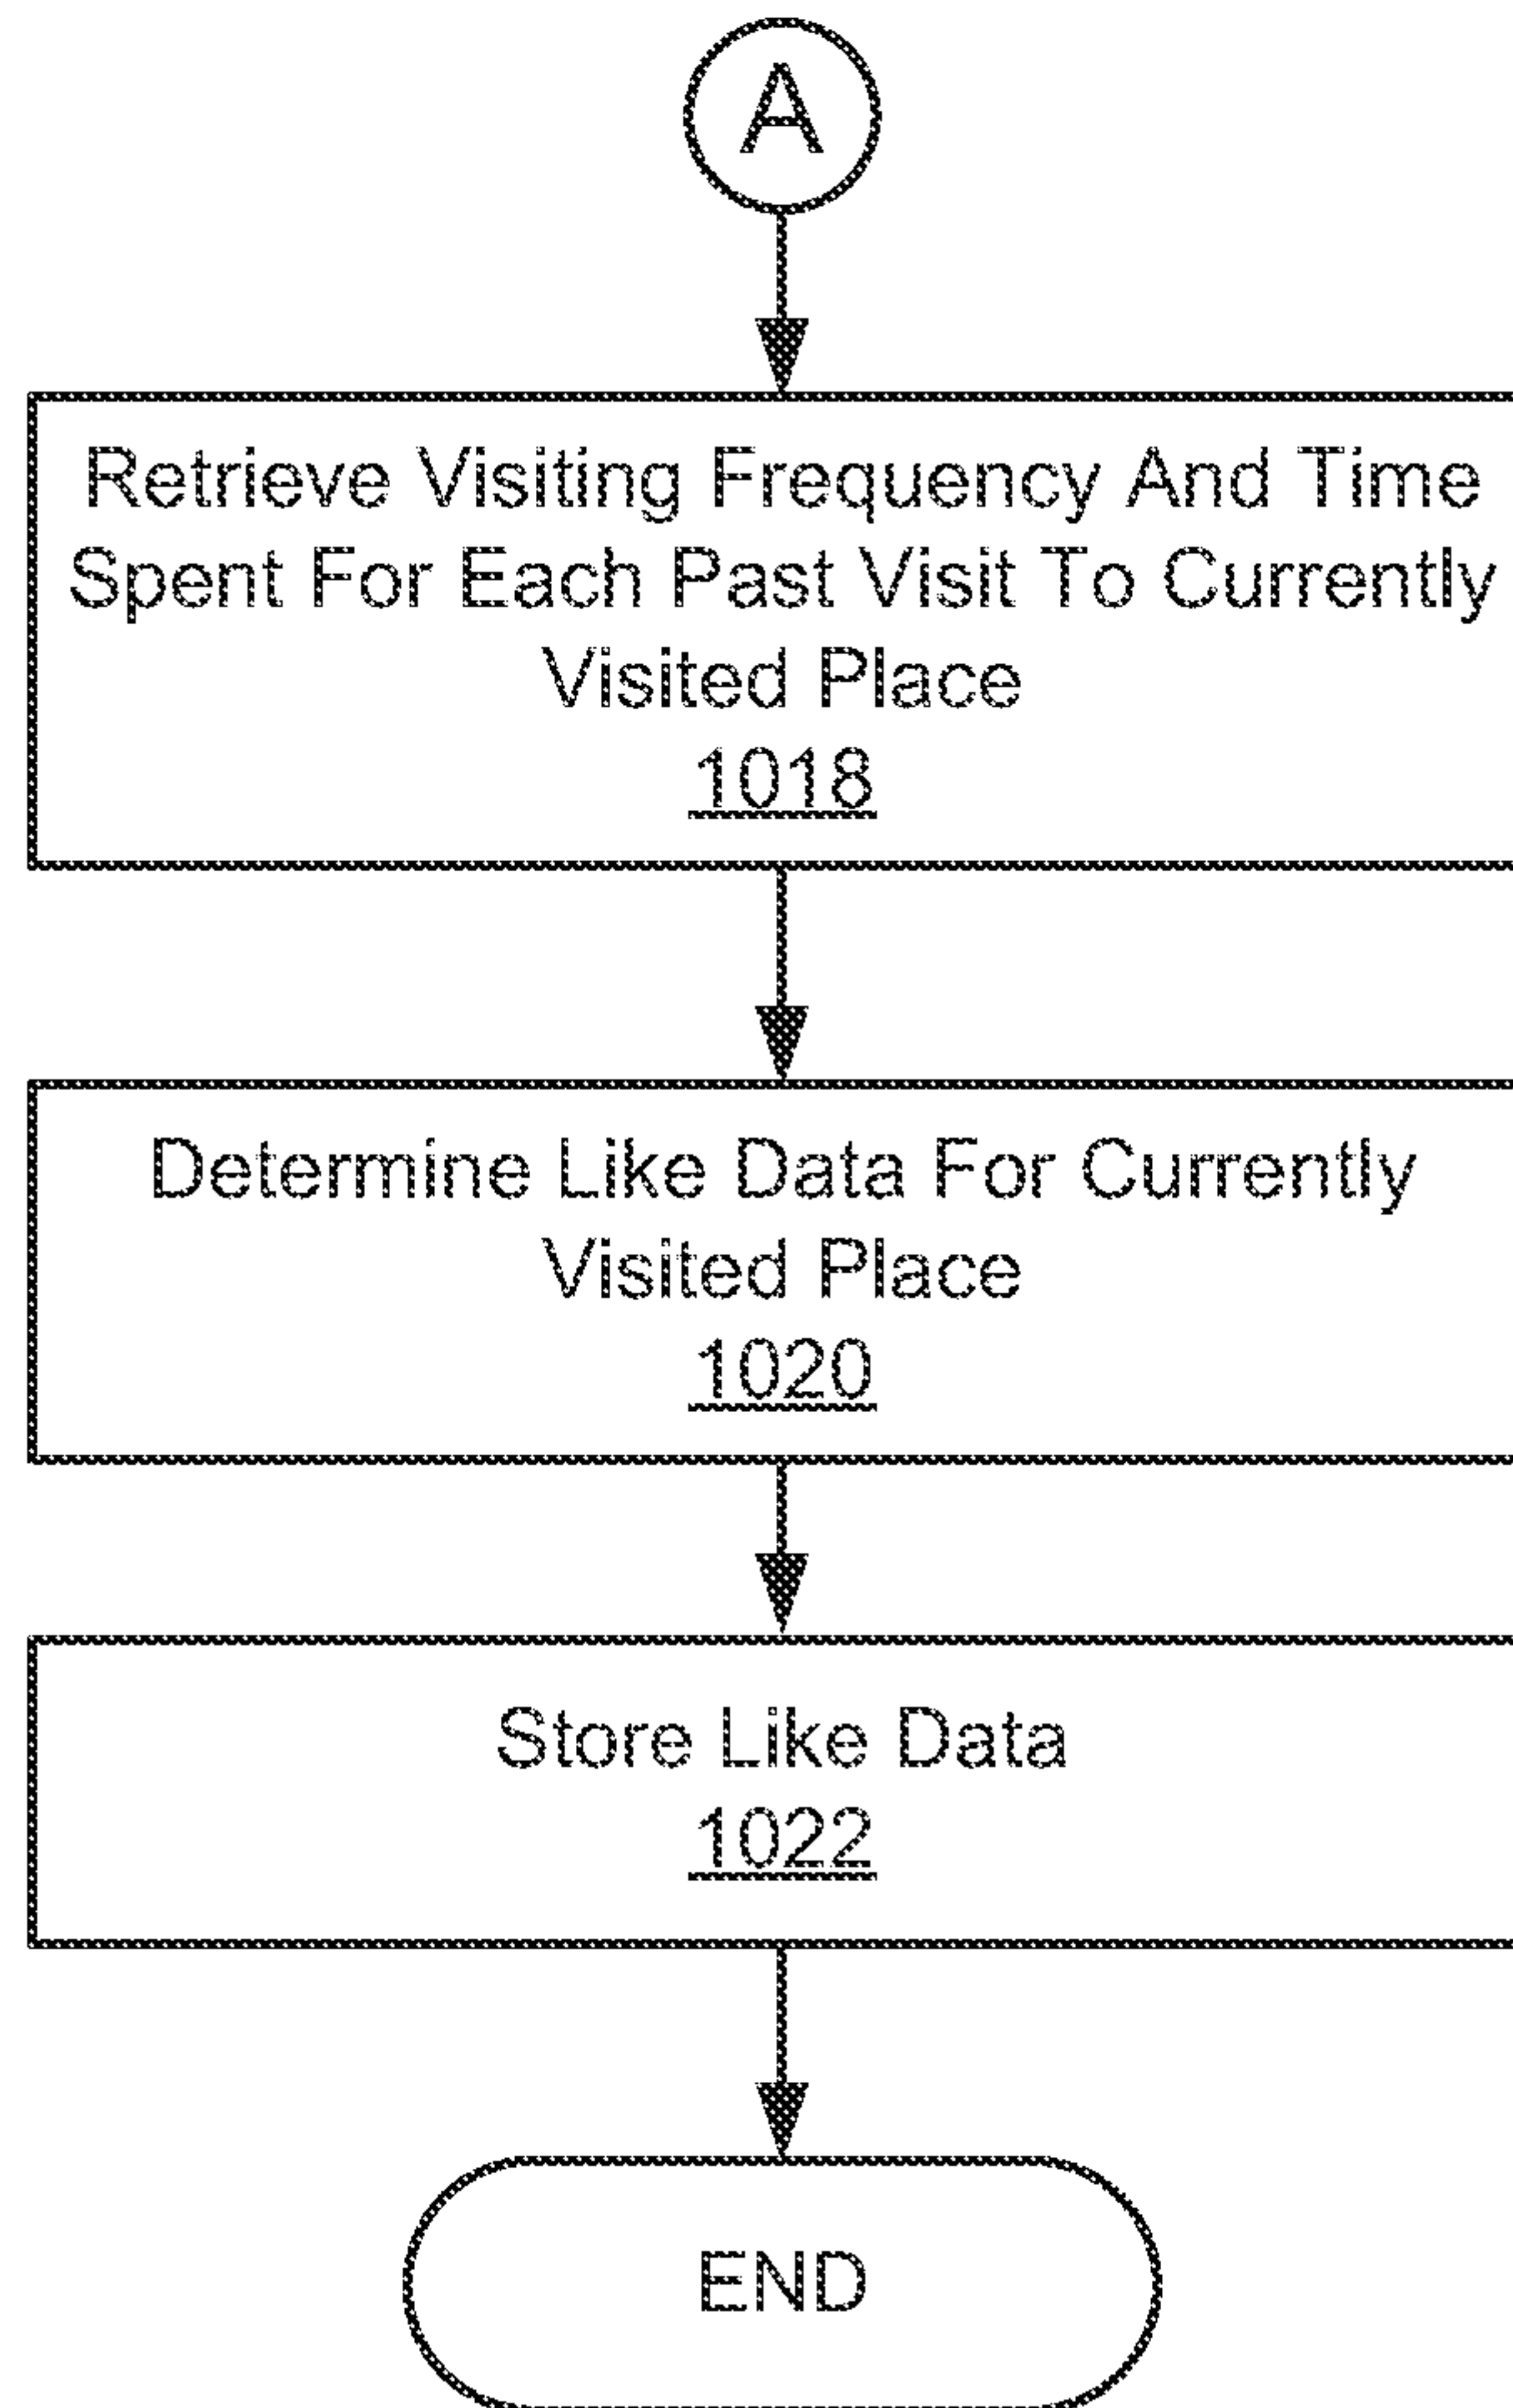 A
Retrieve Visiting Frequency And Time
Spent For Each Past Visit To Currently
Visited Place
1018
Determine Like Data For Currently
Visited Place
1020
Store Like Data
1022
END